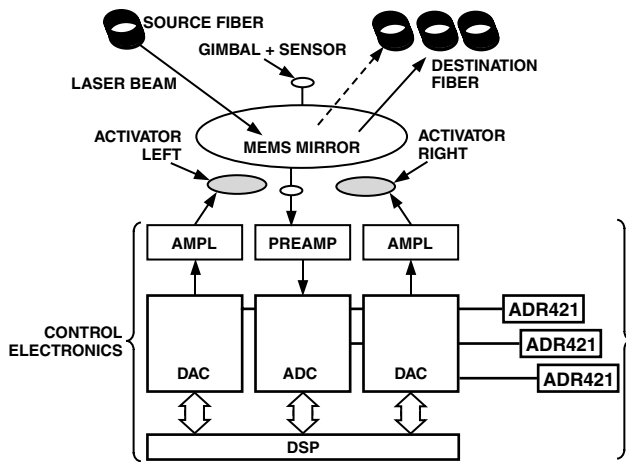 SOURCE FIBER
GIMBAL + SENSOR
DESTINATION
FIBER
LASER BEAM
MEMS MIRROR
ACTIVATOR
LEFT
ACTIVATOR
RIGHT
AMPL
PREAMP
AMPL
CONTROL
ELECTRONICS
DAC
ADC
DAC
ADR421
ADR421
ADR421
DSP